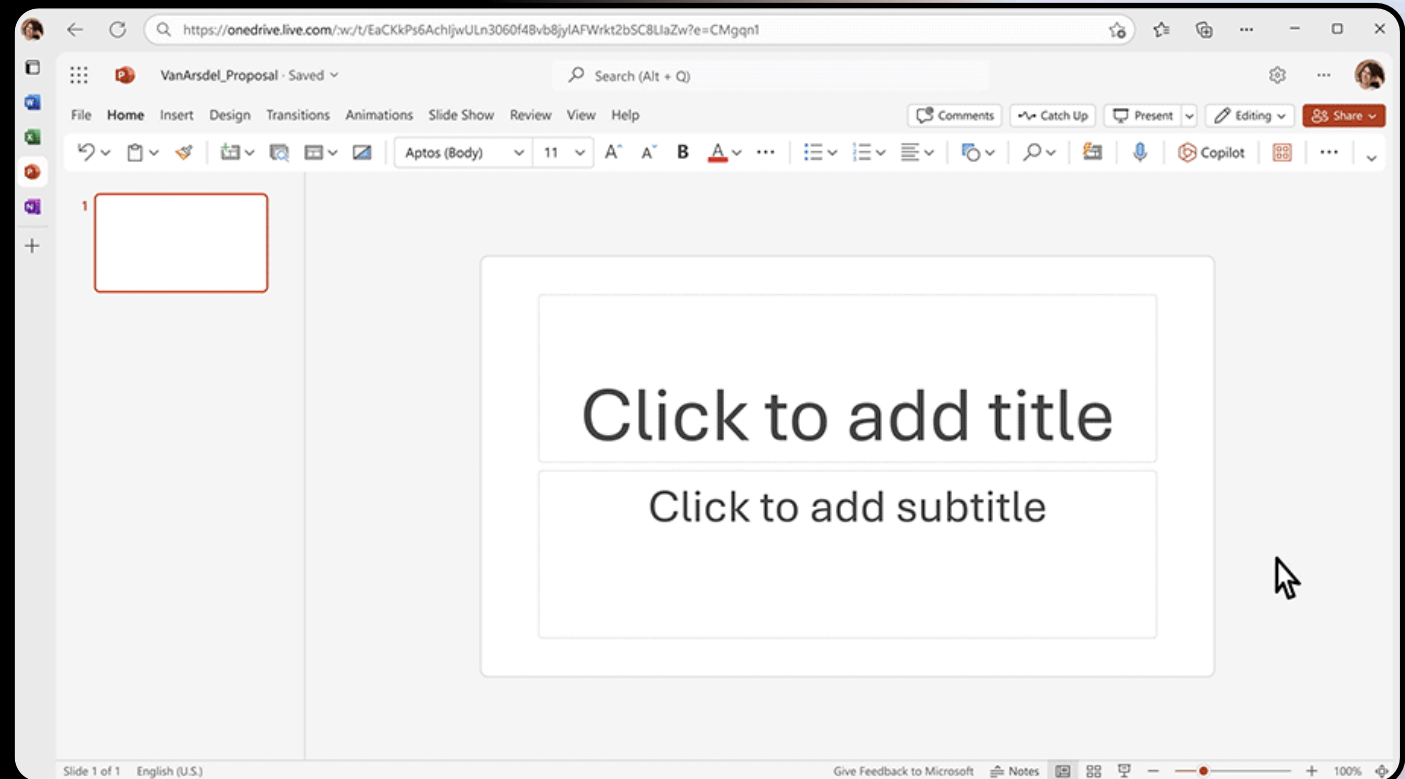 https://onedrive.live.com/:w:/t/EaCKkPs6AchIjwULn3060f48vb8jylAFWrkt2bSC8LIaZw?e=CMgqn1
VanArsdel_Proposal · Saved
Search (Alt + Q)
File Home Insert Design Transitions Animations Slide Show Review View Help
Comments Catch Up Present Editing Share
Aptos (Body) 11 A A B A Copilot
1
Click to add title
Click to add subtitle
Slide 1 of 1 English (U.S.) Give Feedback to Microsoft Notes 100%